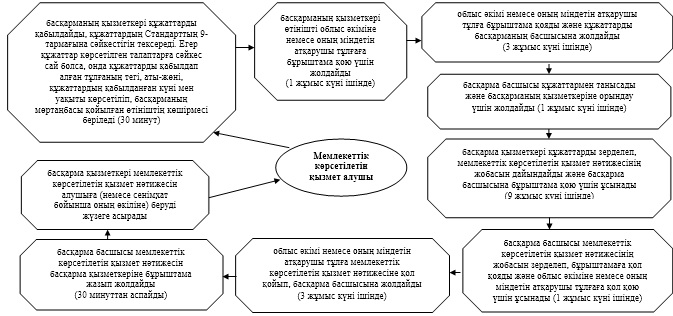 басқарманың қызметкері құжаттарды
қабылдайды, құжаттардың Стандарттың 9-
тармағына сәйкестігін тексереді. Егер
құжаттар көрсетілген талаптарға сәйкес
сай болса, онда құжаттарды қабылдап
алған тұлғаның тегі, аты-жөні,
құжаттардың қабылданған күні мен
уақыты көрсетіліп, басқарманың
мөртаңбасы қойылған өтініштің көшірмесі
беріледі (30 минут)
басқарманың қызметкері
өтінішті облыс әкіміне
немесе оның міндетін
атқарушы тұлғаға
бұрыштама қою үшін
жолдайды
(1 жұмыс күні ішінде)
облыс әкімі немесе оның міндетін атқарушы
тұлға бұрыштама қояды және құжаттарды
басқарманың басшысына жолдайды
(3 жұмыс күні ішінде)
басқарма басшысы құжаттармен танысады
және басқарманың қызметкеріне орындау
үшін жолдайды (1 жұмыс күні ішінде)
басқарма қызметкері құжаттарды зерделеп,
мемлекеттік көрсетілетін қызмет нәтижесінің
жобасын дайындайды және басқарма
басшысына бұрыштама қою үшін ұсынады
(9 жұмыс күні ішінде)
басқарма басшысы мемлекеттік
көрсетілетін қызмет нәтижесінің
жобасын зерделеп, бұрыштамаға қол
қояды және облыс әкіміне немесе оның
міндетін атқарушы тұлғаға қол қою
үшін ұсынады (1 жұмыс күні ішінде)
облыс әкімі немесе оның міндетін
атқарушы тұлға мемлекеттік
көрсетілетін қызмет нәтижесіне қол
қойып, басқарма басшысына жолдайды
(3 жұмыс күні ішінде)
басқарма басшысы мемлекеттік
көрсетілетін қызмет нәтижесін
басқарма қызметкеріне бұрыштама
жазып жолдайды
(30 минуттан аспайды)
басқарма қызметкері мемлекеттік
көрсетілетін қызмет нәтижесін
алушыға (немесе сенімхат
бойынша оның өкіліне) беруді
жүзеге асырады
Мемлекеттік
көрсетілетін
қызмет алушы